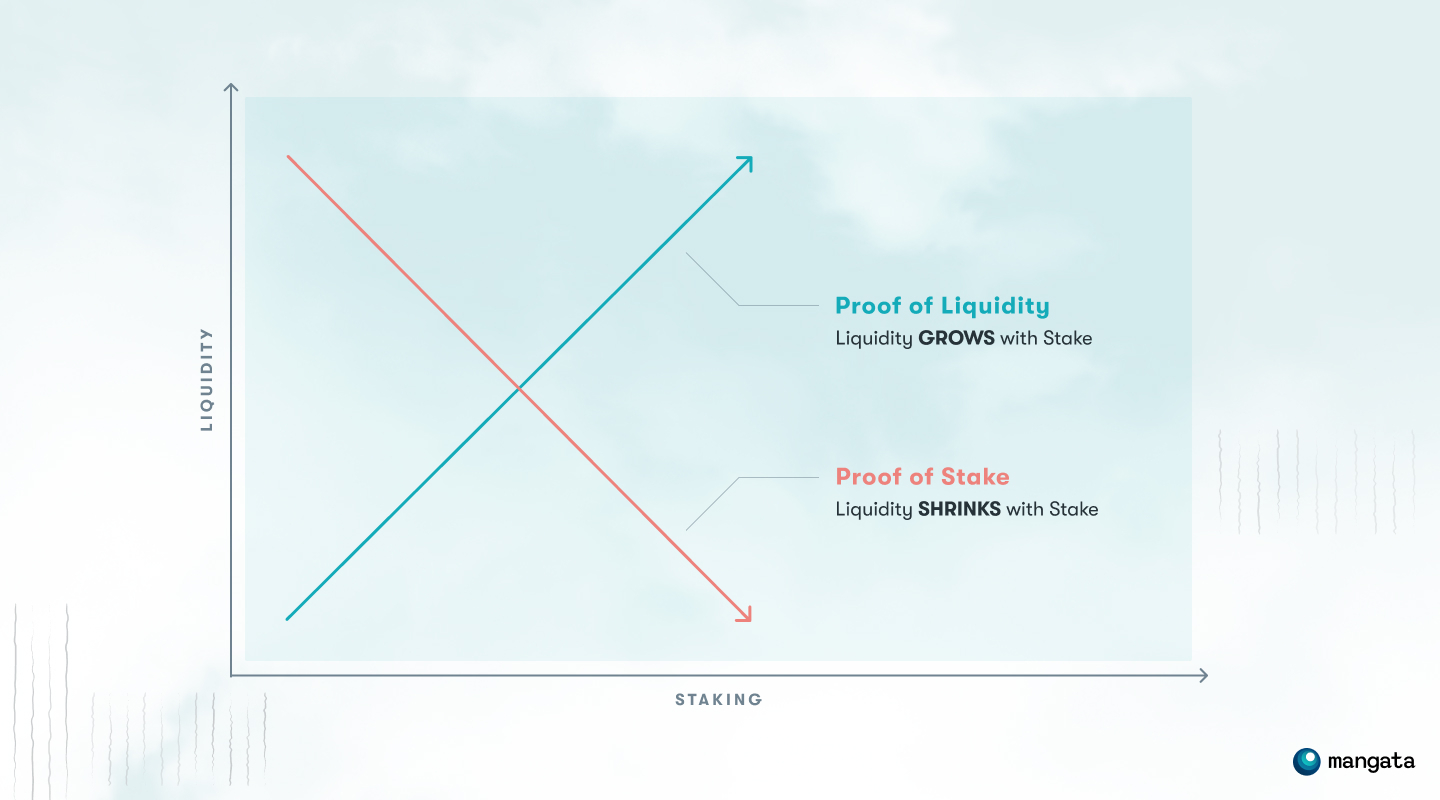 LIQUIDITY
Proof of Liquidity
Liquidity GROWS with Stake
Proof of Stake
Liquidity SHRINKS with Stake
STAKING
mangata